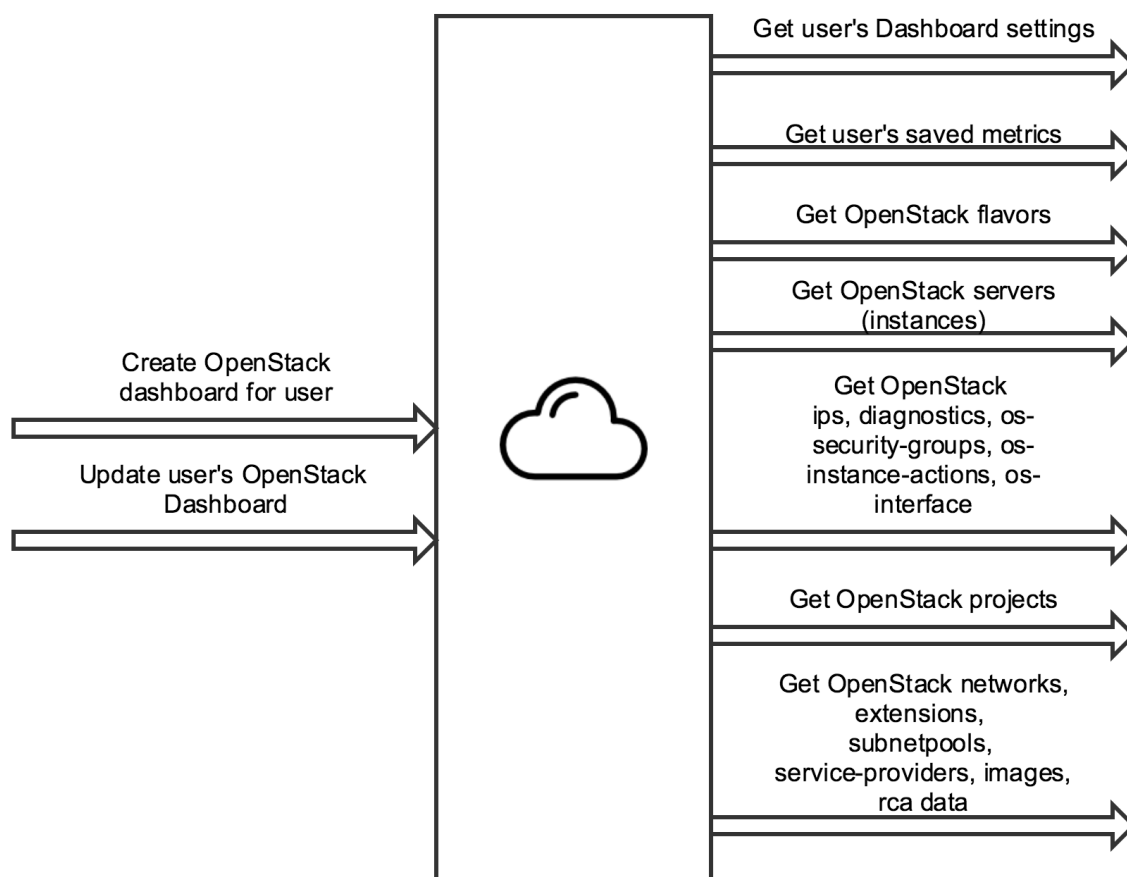 Get user's Dashboard settings
Get user's saved metrics
Get OpenStack flavors
Get OpenStack servers
(instances)
Create OpenStack
dashboard for user
Update user's OpenStack
Dashboard
Get OpenStack
ips, diagnostics, os-
security-groups, os-
instance-actions, os-
interface
Get OpenStack projects
Get OpenStack networks,
extensions,
subnetpools,
service-providers, images,
rca data